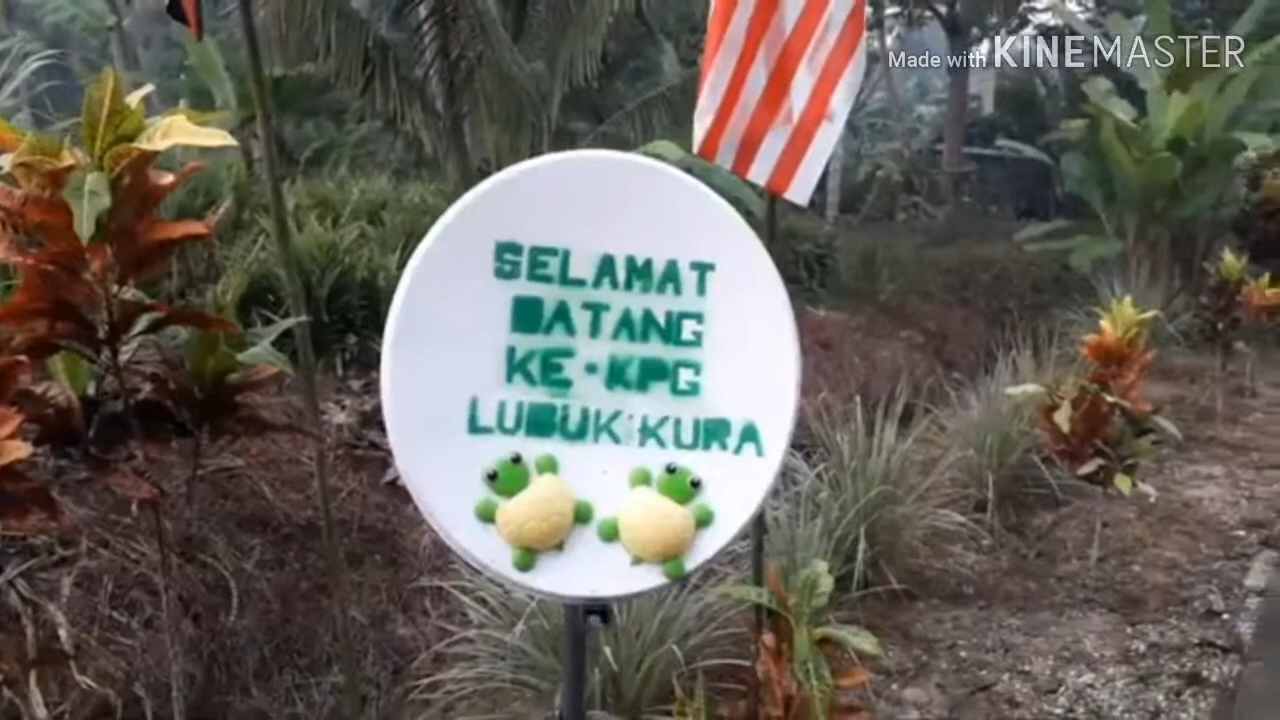 Made with KINEMASTER
SELAMAT
DATANG
KE·KPG
LUBUK KURA